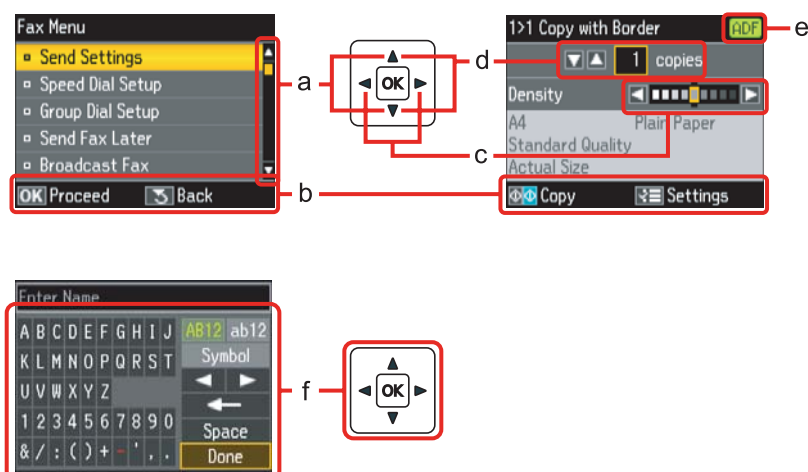 Fax Menu
Send Settings
Speed Dial Setup
Group Dial Setup
Send Fax Later
Broadcast Fax
OK Proceed Back
a
b
OK
d
c
1>1 Copy with Border ADF
1 copies
Density
A4 Plain Paper
Standard Quality
Actual Size
Copy Settings
e
Enter Name
A B C D E F G H I J AB12 ab12
K L M N O P Q R S T Symbol
U V W X Y Z
1 2 3 4 5 6 7 8 9 0 Space
& / : ( ) + - ' , . Done
f
OK